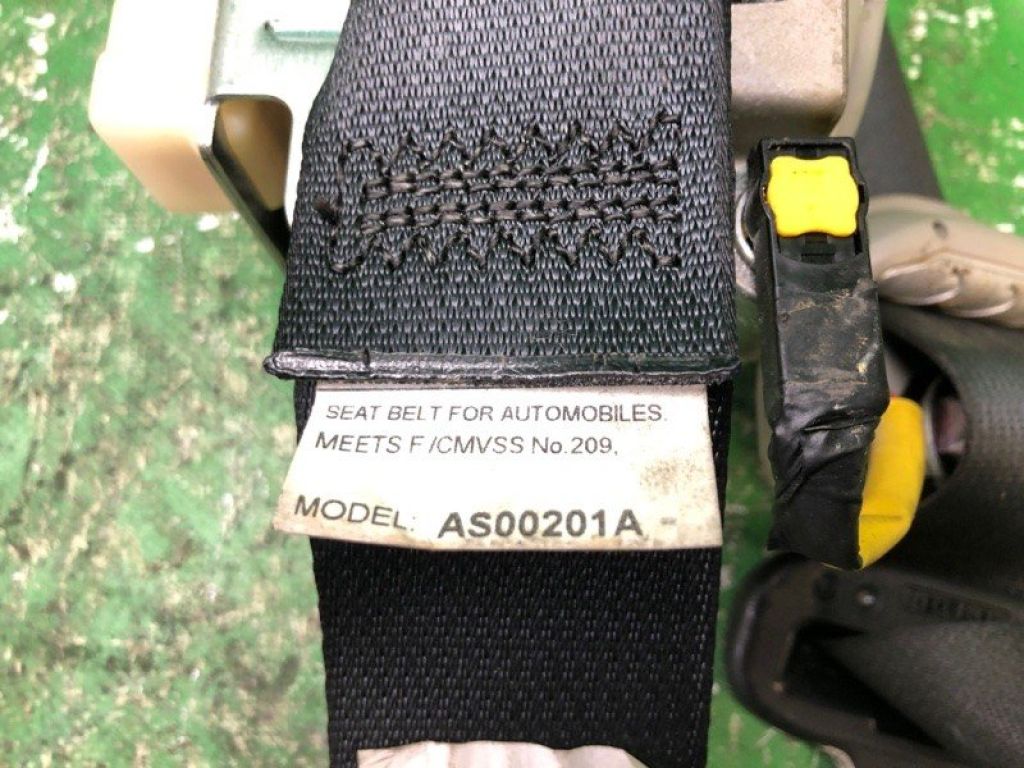 SEAT BELT FOR AUTOMOBILES.
MEETS F/CMVSS No.209,
MODEL: AS00201A